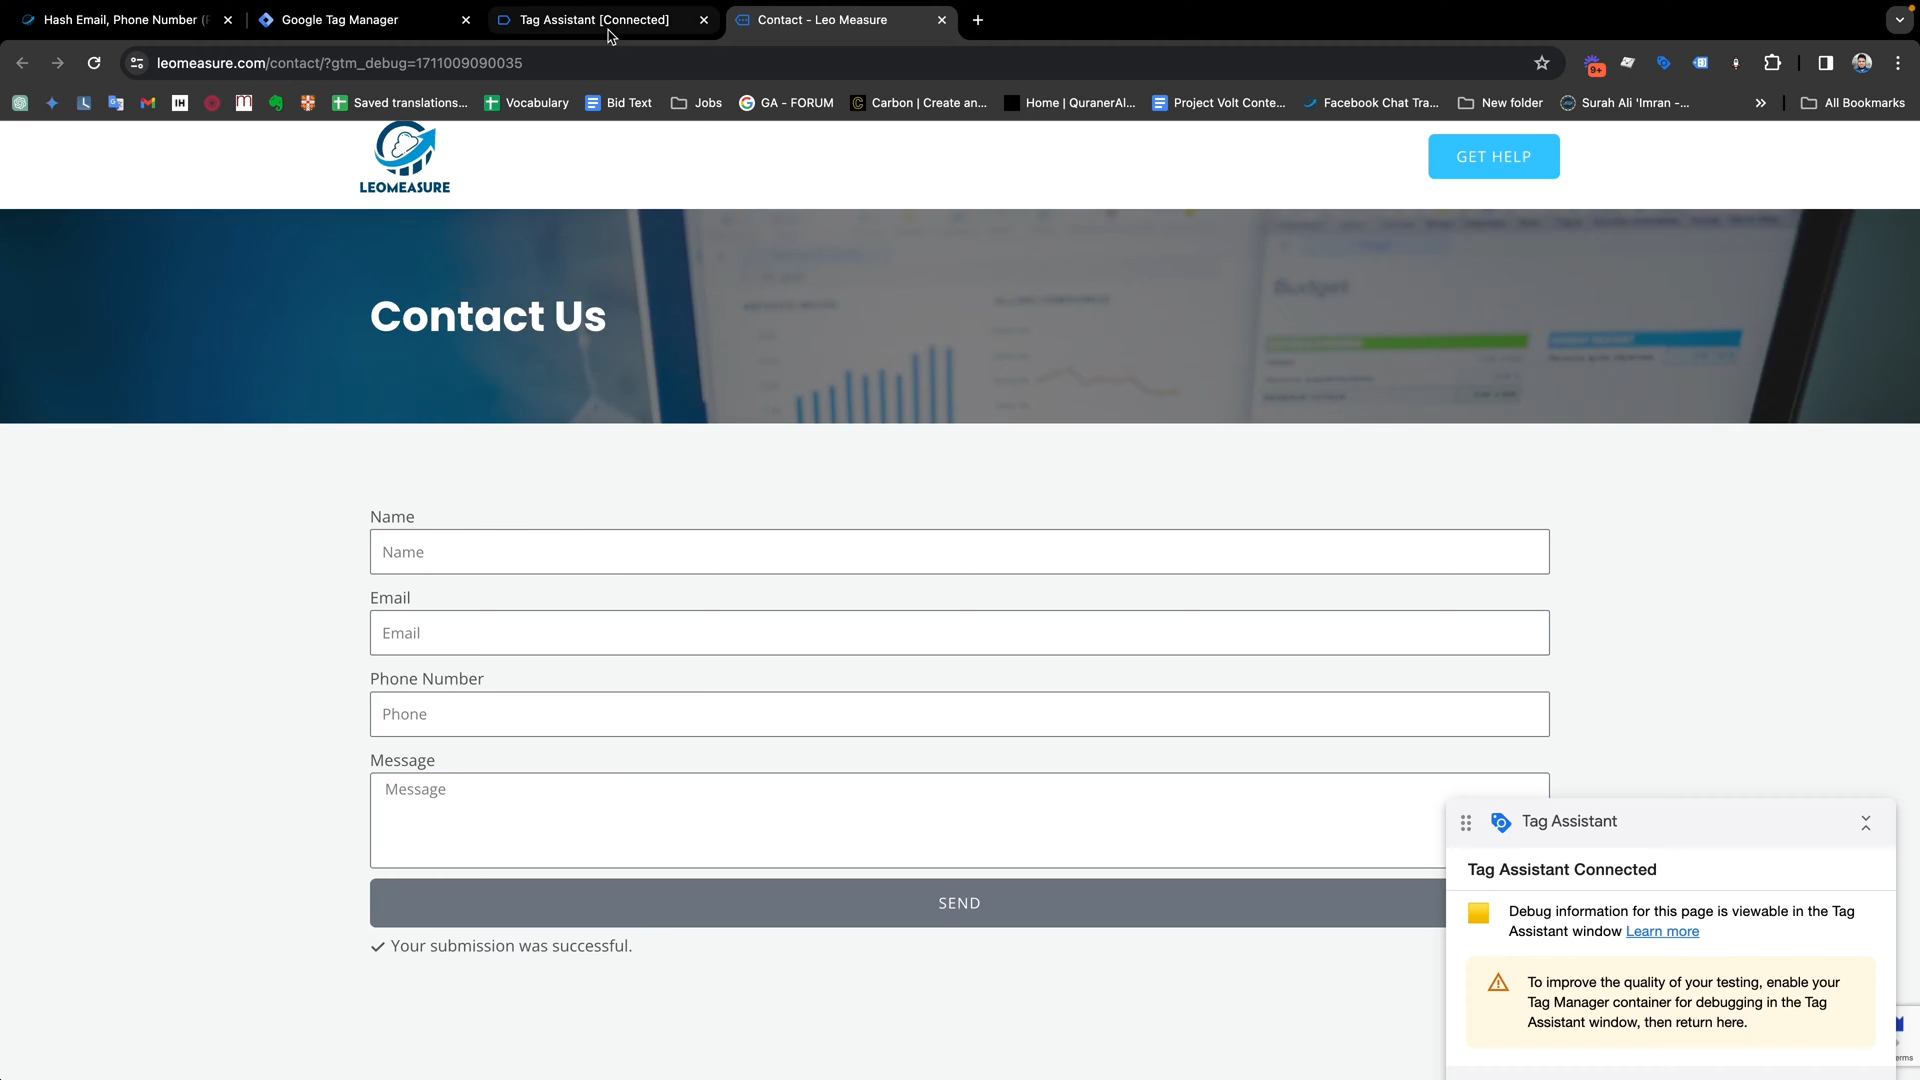 Hash Email, Phone Number (F
Google Tag Manager
Tag Assistant [Connected]
Contact - Leo Measure
leomeasure.com/contact/?gtm_debug=1711009090035
9+
Saved translations...
Vocabulary
Bid Text
Jobs
GA - FORUM
Carbon | Create an...
Home | QuranerAl...
Project Volt Conte...
Facebook Chat Tra...
New folder
Surah Ali 'Imran -...
»
All Bookmarks
LEOMEASURE
GET HELP
Budget
Contact Us
Name
Name
Email
Email
Phone Number
Phone
Message
Message
SEND
Your submission was successful.
Tag Assistant
Tag Assistant Connected
Debug information for this page is viewable in the Tag
Assistant window Learn more
To improve the quality of your testing, enable your
Tag Manager container for debugging in the Tag
Assistant window, then return here.